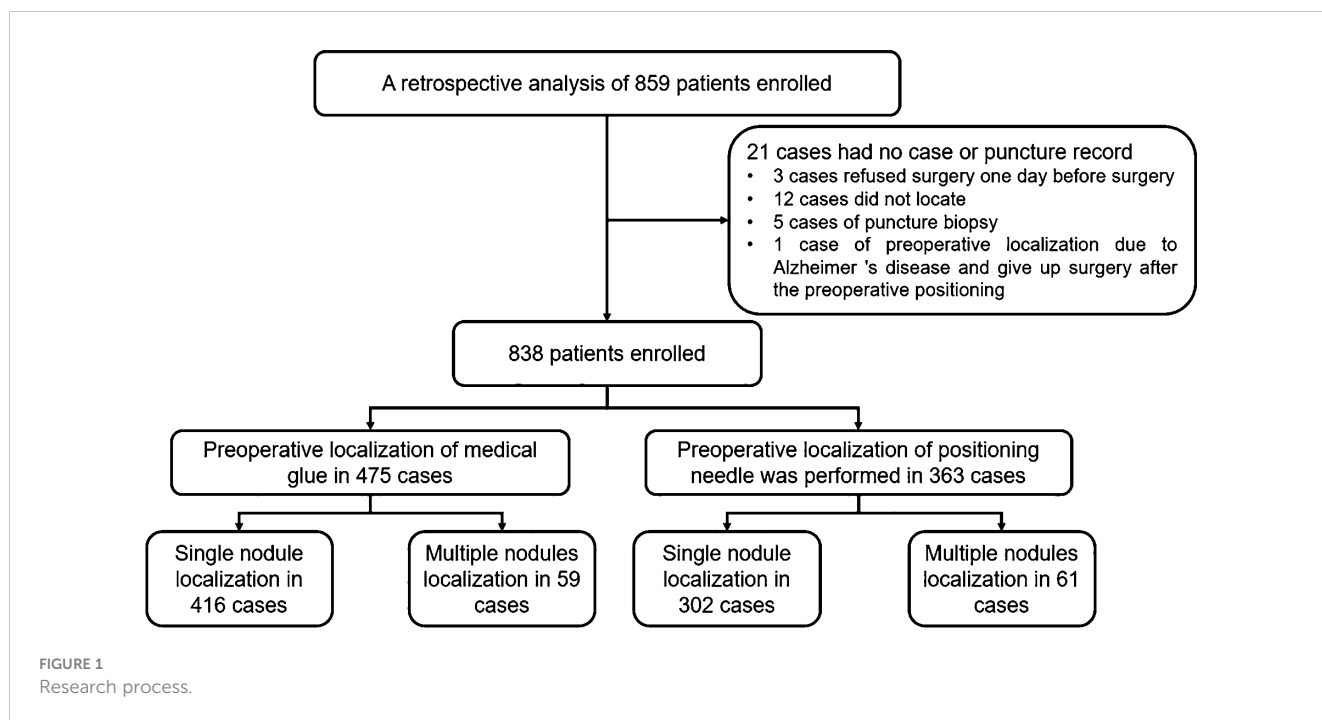 A retrospective analysis of 859 patients enrolled
21 cases had no case or puncture record
• 3 cases refused surgery one day before surgery
• 12 cases did not locate
• 5 cases of puncture biopsy
• 1 case of preoperative localization due to
Alzheimer 's disease and give up surgery after
the preoperative positioning
838 patients enrolled
Preoperative localization of medical
glue in 475 cases
Preoperative localization of positioning
needle was performed in 363 cases
Single nodule
localization in
416 cases
Multiple nodules
localization in 59
cases
Single nodule
localization in
302 cases
Multiple nodules
localization in 61
cases
FIGURE 1
Research process.